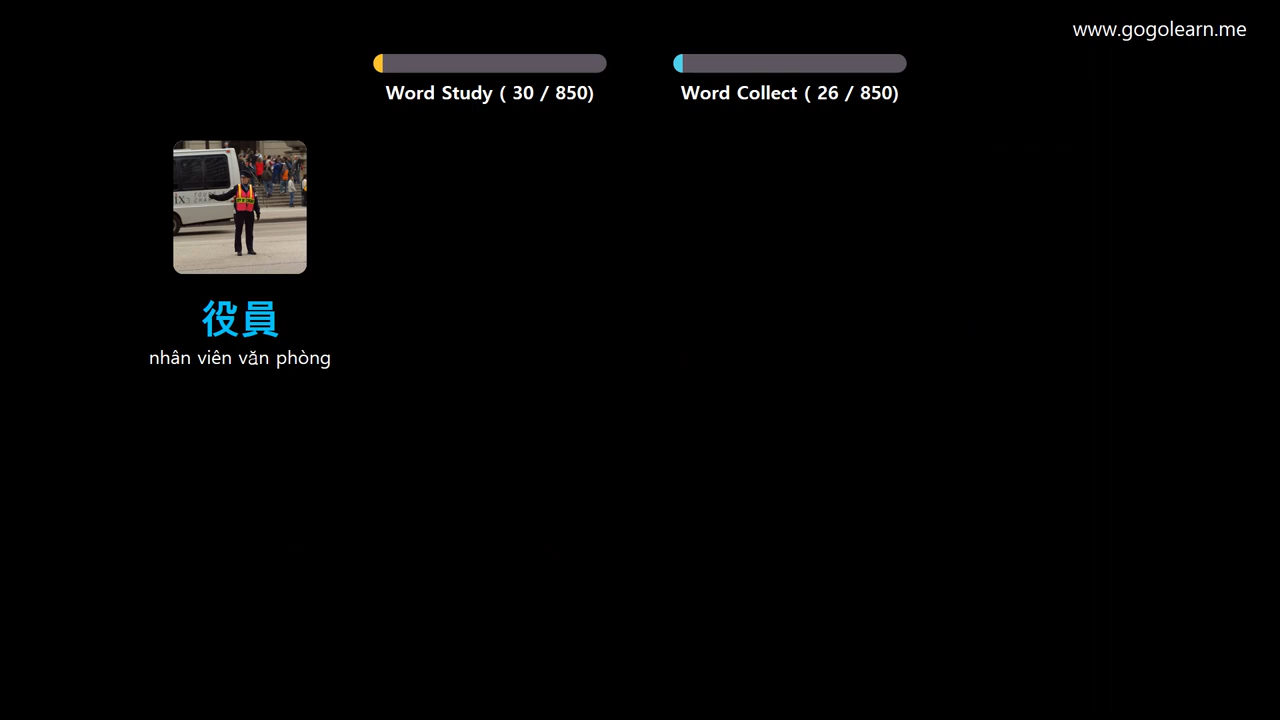 www.gogolearn.me
Word Study ( 30 / 850)
Word Collect ( 26 / 850)
役員
nhân viên văn phòng